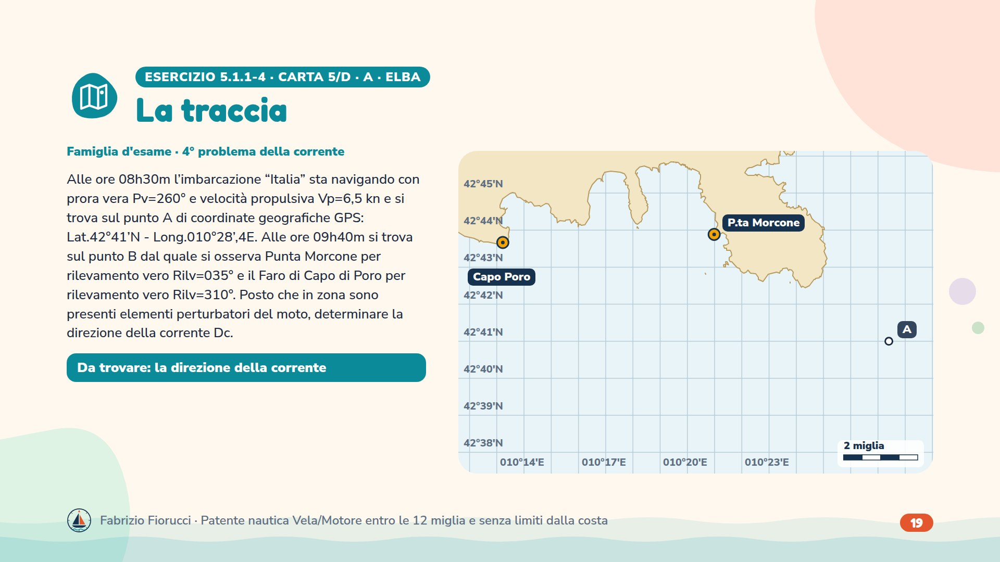 ESERCIZIO 5.1.1-4 · CARTA 5/D · A · ELBA
La traccia
Famiglia d'esame · 4° problema della corrente
Alle ore 08h30m l’imbarcazione “Italia” sta navigando con
prora vera Pv=260° e velocità propulsiva Vp=6,5 kn e si
trova sul punto A di coordinate geografiche GPS:
Lat.42°41’N - Long.010°28’,4E. Alle ore 09h40m si trova
sul punto B dal quale si osserva Punta Morcone per
rilevamento vero Rilv=035° e il Faro di Capo di Poro per
rilevamento vero Rilv=310°. Posto che in zona sono
presenti elementi perturbatori del moto, determinare la
direzione della corrente Dc.
Da trovare: la direzione della corrente
42°45'N
42°44'N
P.ta Morcone
42°43'N
Capo Poro
42°42'N
42°41'N
A
42°40'N
42°39'N
42°38'N
2 miglia
010°14'E
010°17'E
010°20'E
010°23'E
Fabrizio Fiorucci · Patente nautica Vela/Motore entro le 12 miglia e senza limiti dalla costa
19